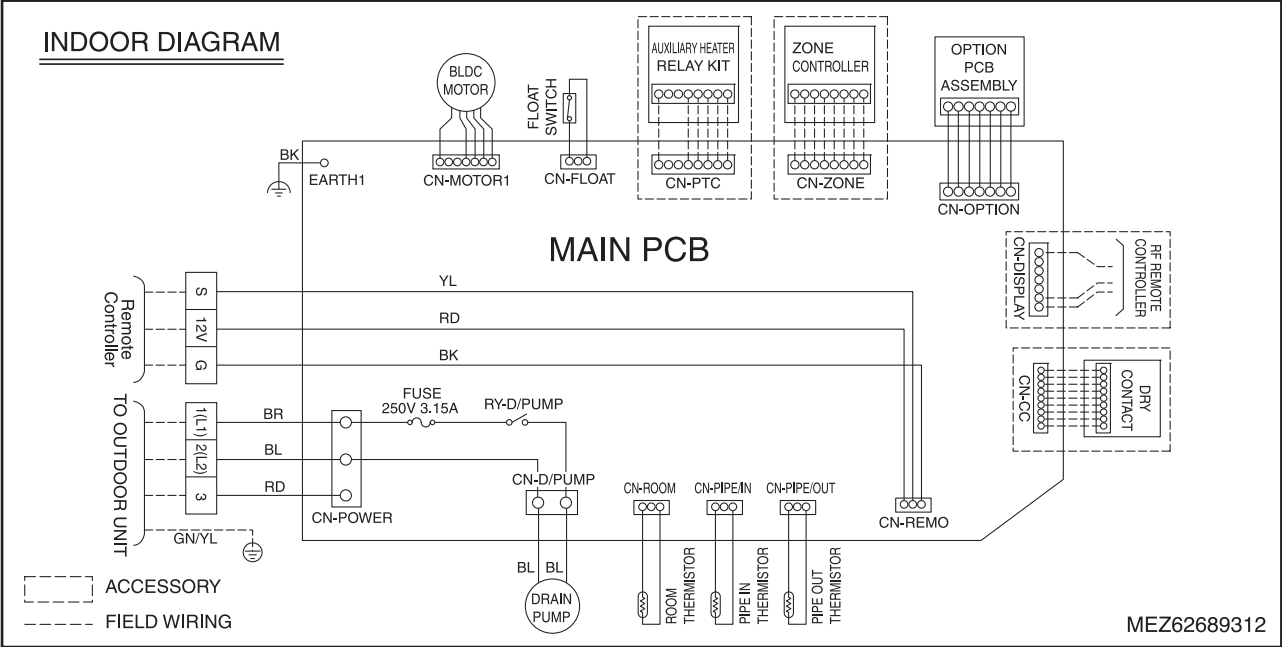 INDOOR DIAGRAM
BLDC
MOTOR
FLOAT
SWITCH
AUXILIARY HEATER
RELAY KIT
ZONE
CONTROLLER
OPTION
PCB
ASSEMBLY
BK
EARTH1
CN-MOTOR1
CN-FLOAT
CN-PTC
CN-ZONE
CN-OPTION
MAIN PCB
CN-DISPLAY
RF REMOTE
CONTROLLER
Remote
Controller
S
12V
G
YL
RD
BK
CN-CC
DRY
CONTACT
TO OUTDOOR UNIT
1(L1)
2(L2)
3
BR
BL
RD
GN/YL
CN-POWER
FUSE
250V 3.15A
RY-D/PUMP
CN-D/PUMP
CN-ROOM
CN-PIPE/IN
CN-PIPE/OUT
CN-REMO
BL
BL
DRAIN
PUMP
ROOM
THERMISTOR
PIPE IN
THERMISTOR
PIPE OUT
THERMISTOR
ACCESSORY
FIELD WIRING
MEZ62689312